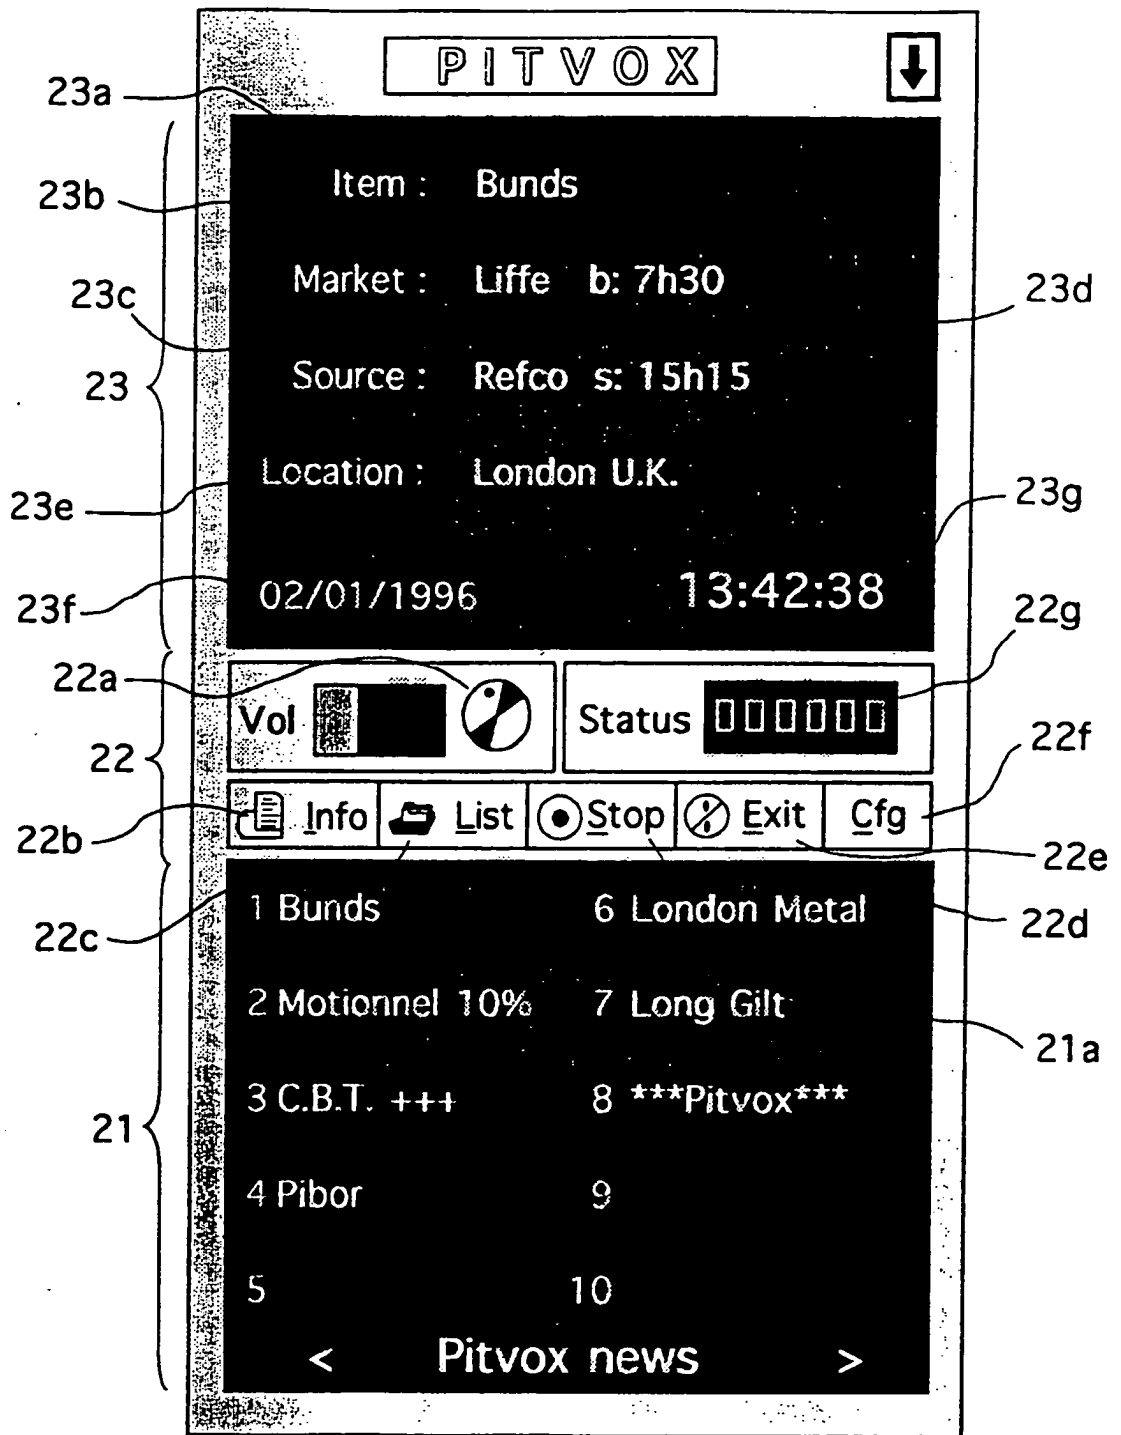 PITVOX
23a
Item : Bunds
23b
Market : Liffe b: 7h30
23c
23d
Source : Refco s: 15h15
23
Location : London U.K.
23e
23g
02/01/1996 13:42:38
23f
22g
22a
Vol
Status
22
22f
Info List Stop Exit Cfg
22b
22e
1 Bunds 6 London Metal
22c
22d
2 Motionnel 10% 7 Long Gilt
21a
3 C.B.T. +++ 8 ***Pitvox***
21
4 Pibor 9
5 10
< Pitvox news >